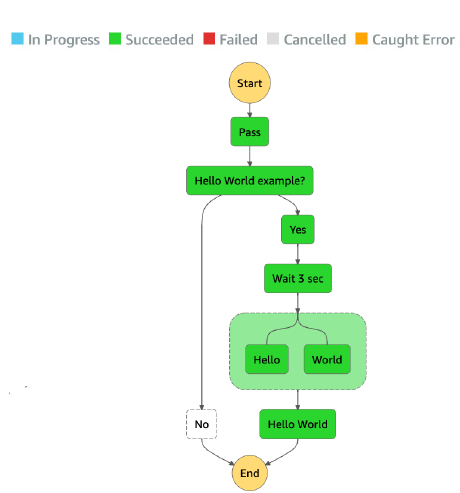 In Progress Succeeded Failed Cancelled Caught Error
Start
Pass
Hello World example?
Yes
Wait 3 sec
Hello World
No Hello World
End